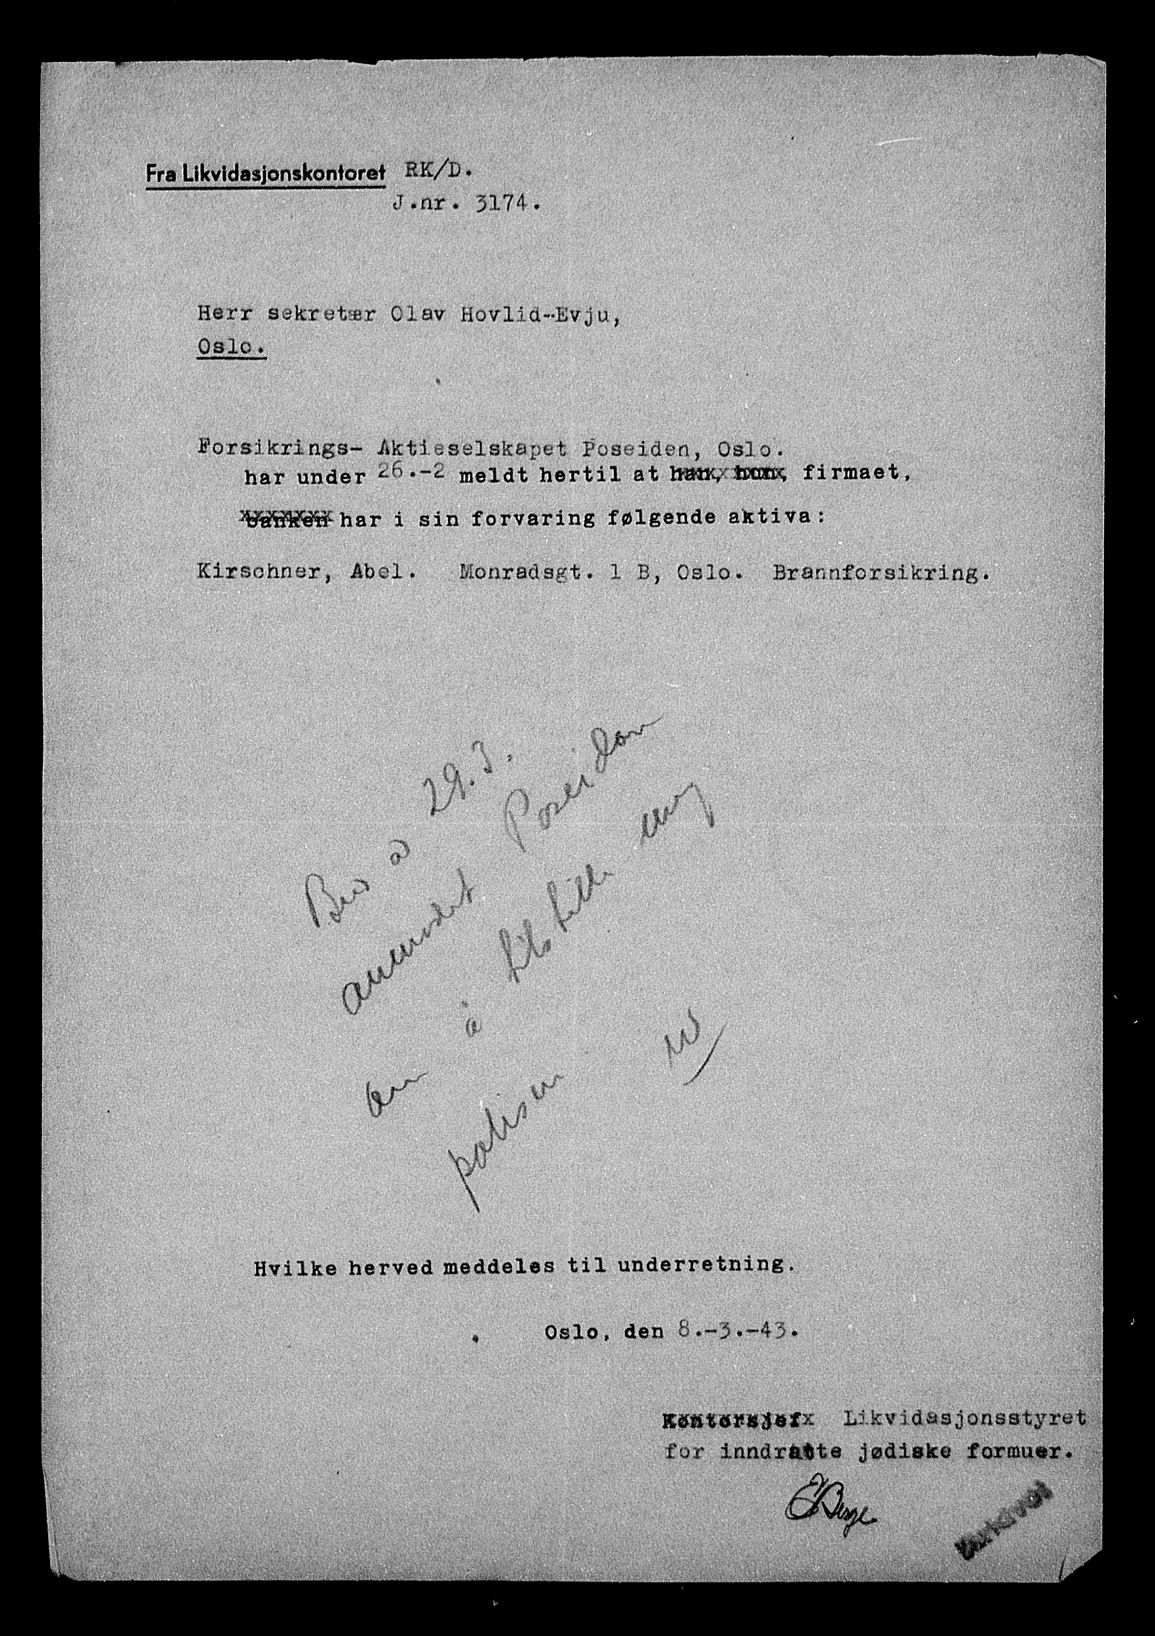 Fra Likvidasjonskontoret RK/D.
J.nr. 3174.
Herr sekretær Olav Hovlid-Evju,
Oslo.
Forsikrings- Aktieselskapet Poseiden, Oslo.
har under 26.-2 meldt hertil at han, hun, firmaet,
banken har i sin forvaring følgende aktiva:
Kirschner, Abel. Monradsgt. 1 B, Oslo. Brannforsikring.
29.3.
anmodet Poseidon
om å tilstille meg
polisen
Hvilke herved meddeles til underretning.
Oslo, den 8.-3.-43.
Kontorsjef Likvidasjonsstyret
for inndratte jødiske formuer.
EBerge.
Arkivet